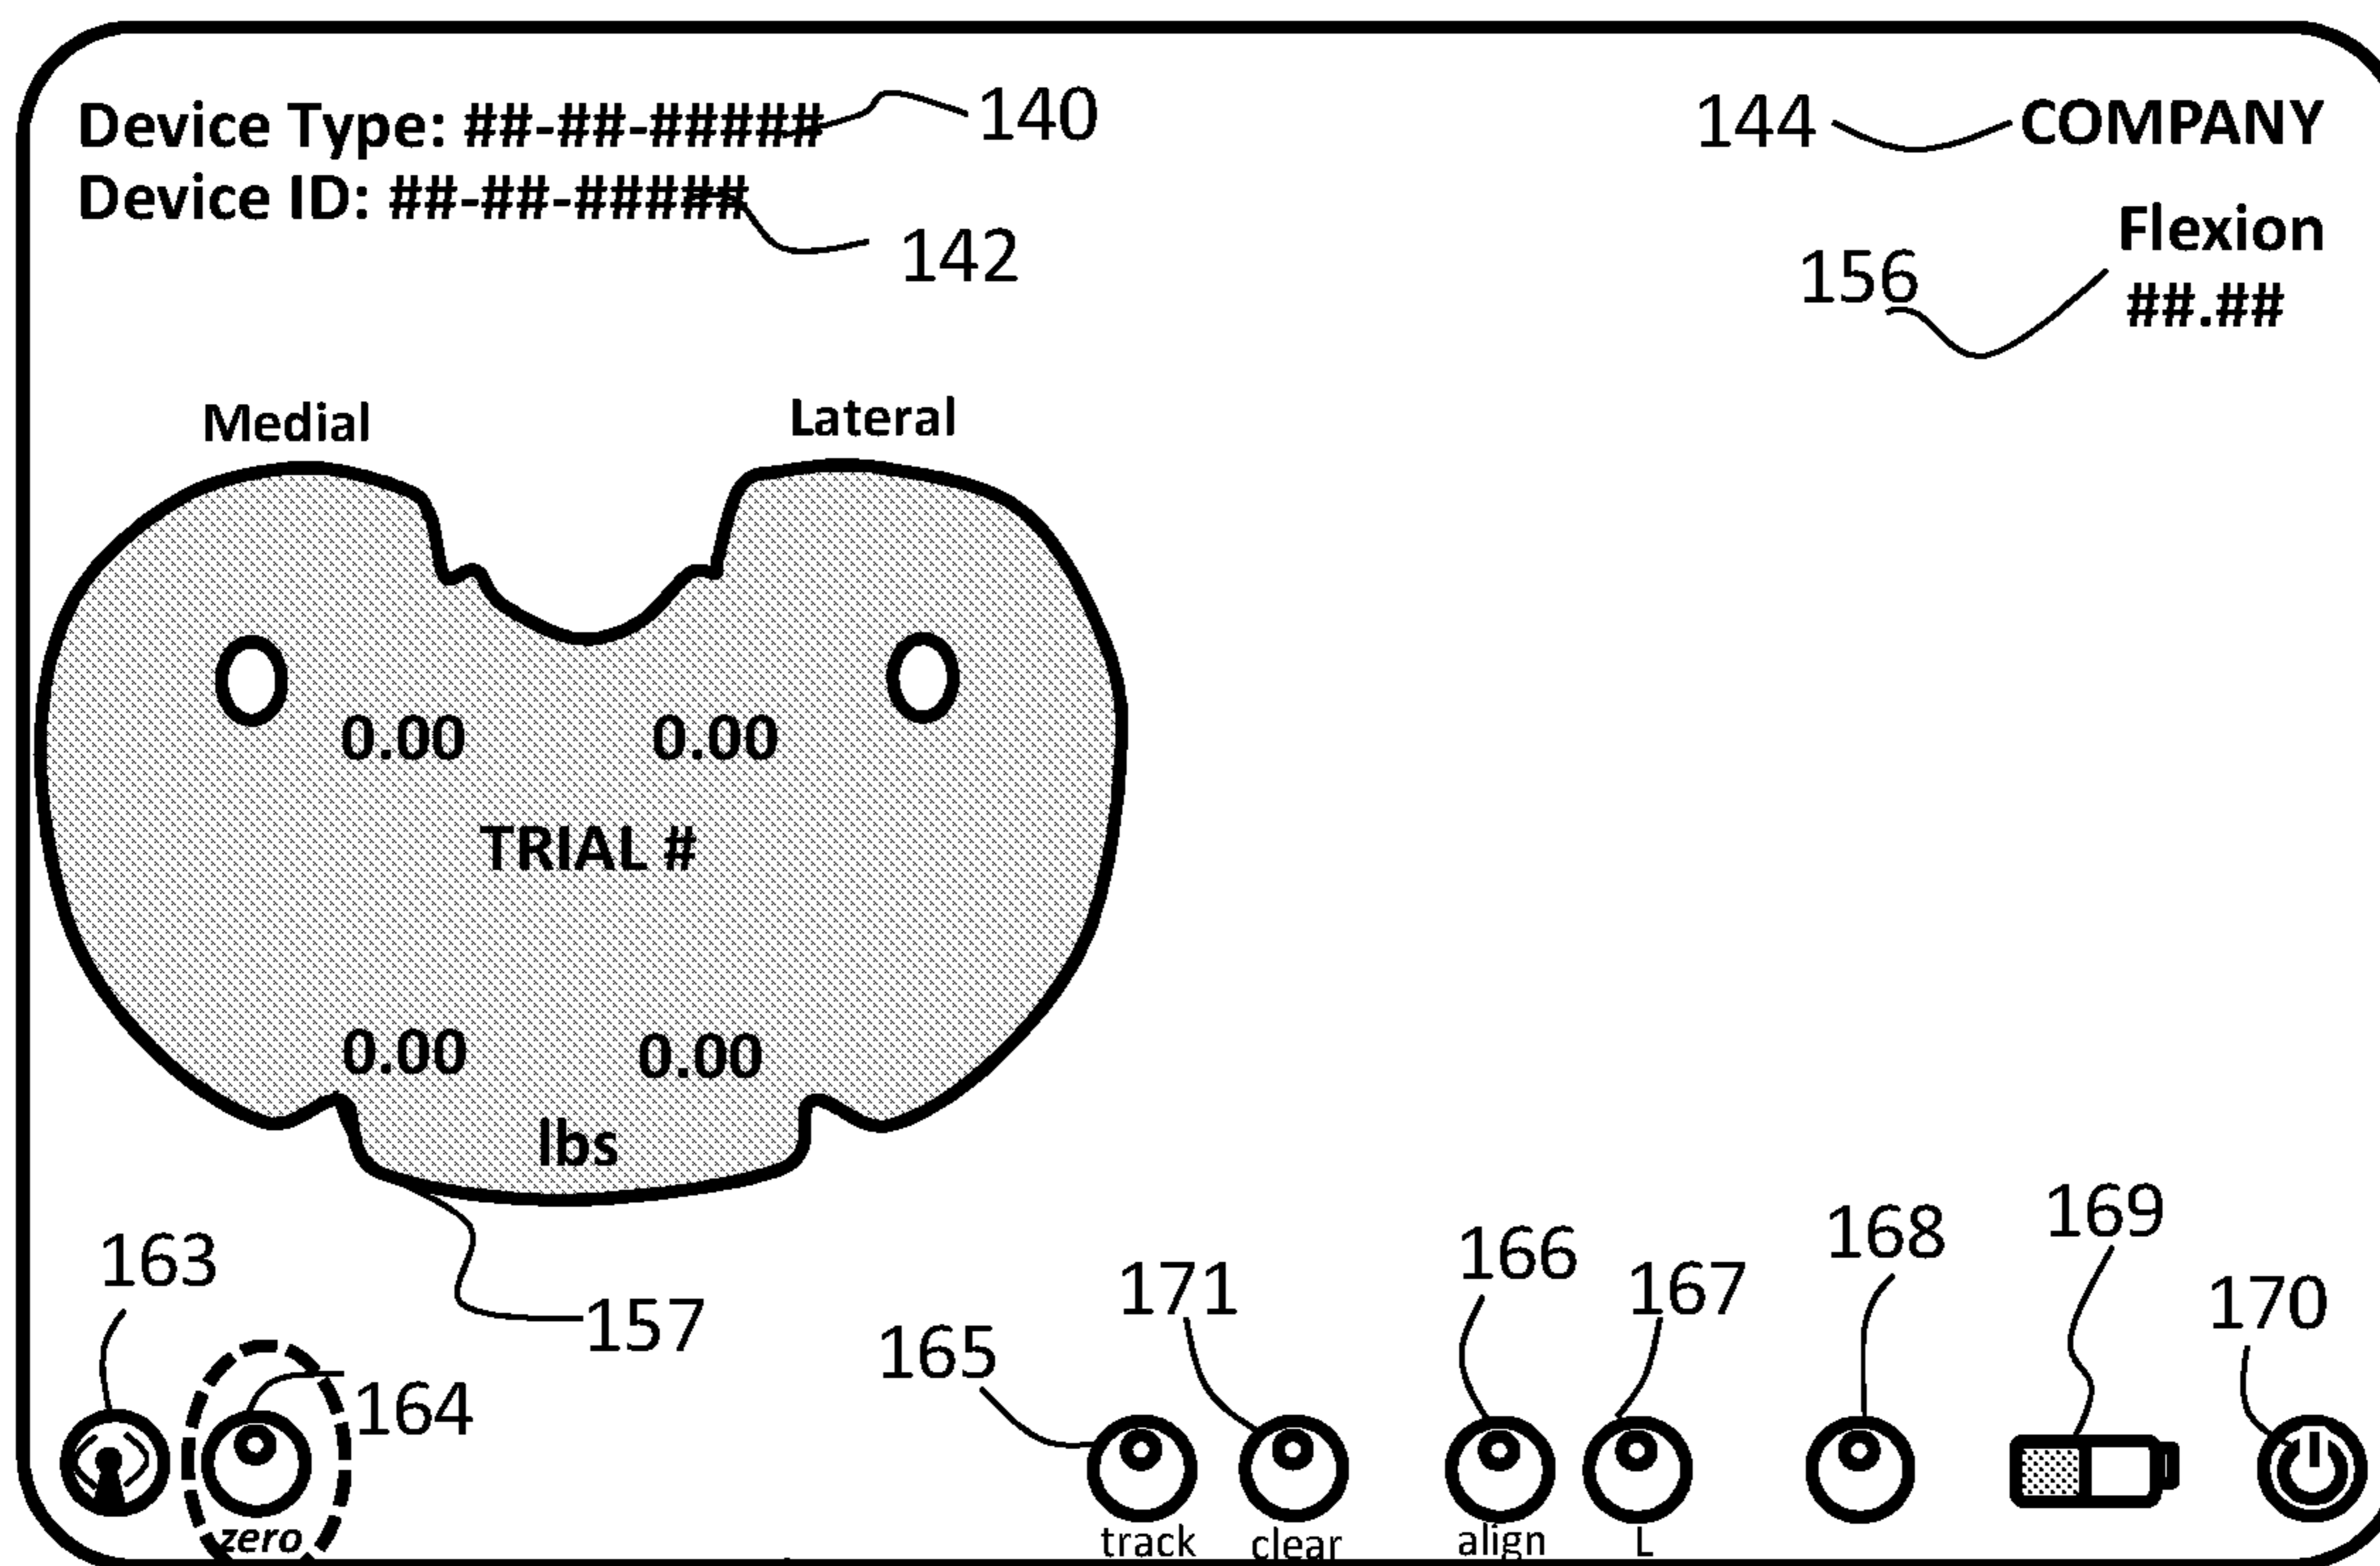 Device Type: ##-##-##### 140
144 COMPANY
Device ID: ##-##-#####
142
Flexion
156
##.##
Medial Lateral
0.00 0.00
TRIAL #
0.00 0.00
lbs
163
157
164
165
171
166
167
168
169
170
zero
track clear align L